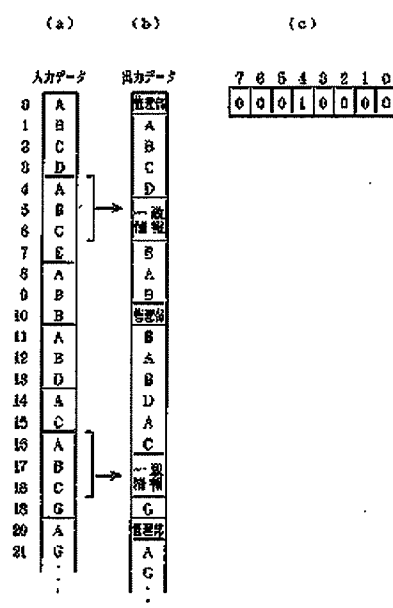 (a) (b) (c)
入力データ 出力データ 7 6 5 4 3 2 1 0
0 A 管理部 0 0 0 1 0 0 0 0
1 B A
2 C B
3 D C
4 A D
5 B 一致
6 C 情報
7 E B
8 A A
9 B B
10 B 管理部
11 A B
12 B A
13 D B
14 A D
15 C A
16 A C
17 B 一致
18 C 情報
19 G G
20 A 管理部
21 G A
G